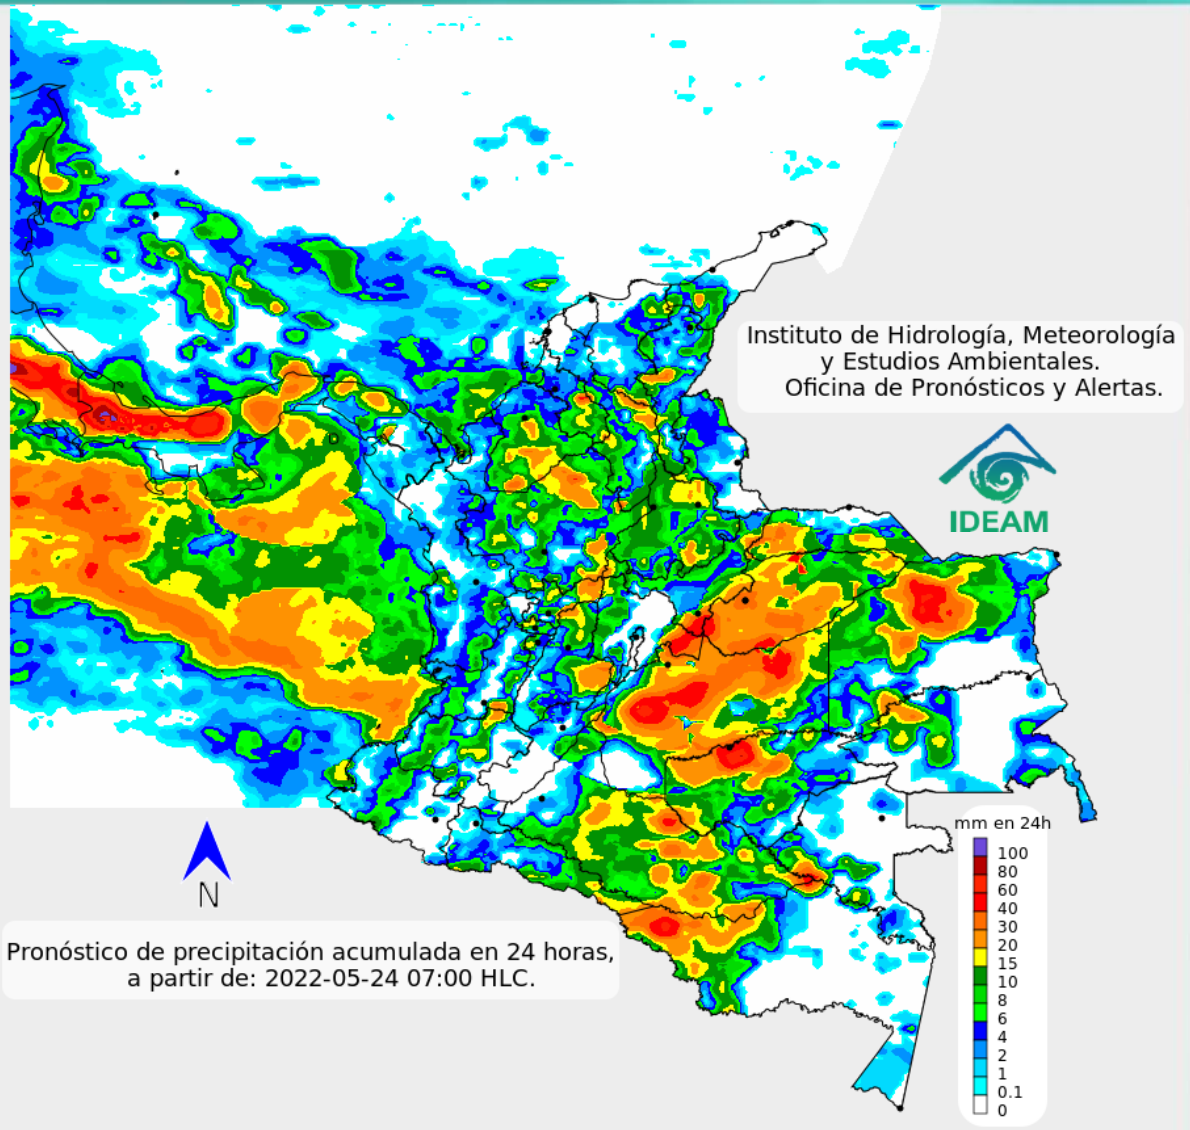 Instituto de Hidrología, Meteorología
y Estudios Ambientales.
Oficina de Pronósticos y Alertas.
IDEAM
mm en 24h
100
80
60
40
30
20
15
10
8
6
4
2
1
0.1
0
N
Pronóstico de precipitación acumulada en 24 horas,
a partir de: 2022-05-24 07:00 HLC.